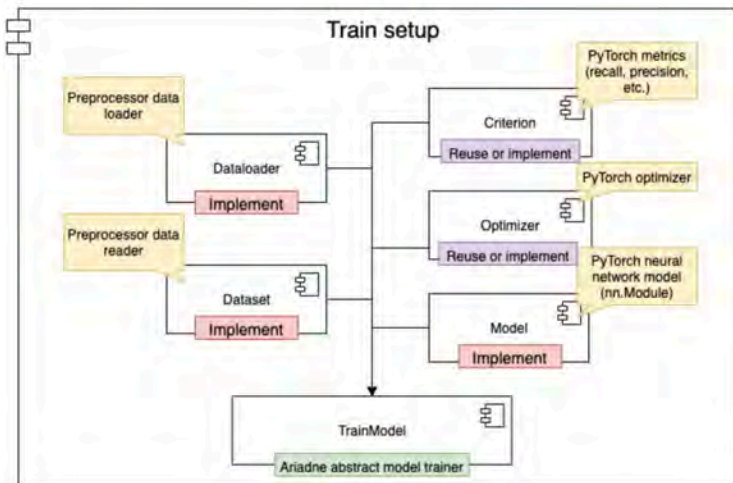 Train setup
PyTorch metrics
(recall, precision,
etc.)
Preprocessor data
loader
Criterion
Reuse or implement
Dataloader
Implement
PyTorch optimizer
Optimizer
Reuse or implement
Preprocessor data
reader
PyTorch neural
network model
(nn.Module)
Dataset
Implement
Model
Implement
TrainModel
Ariadne abstract model trainer